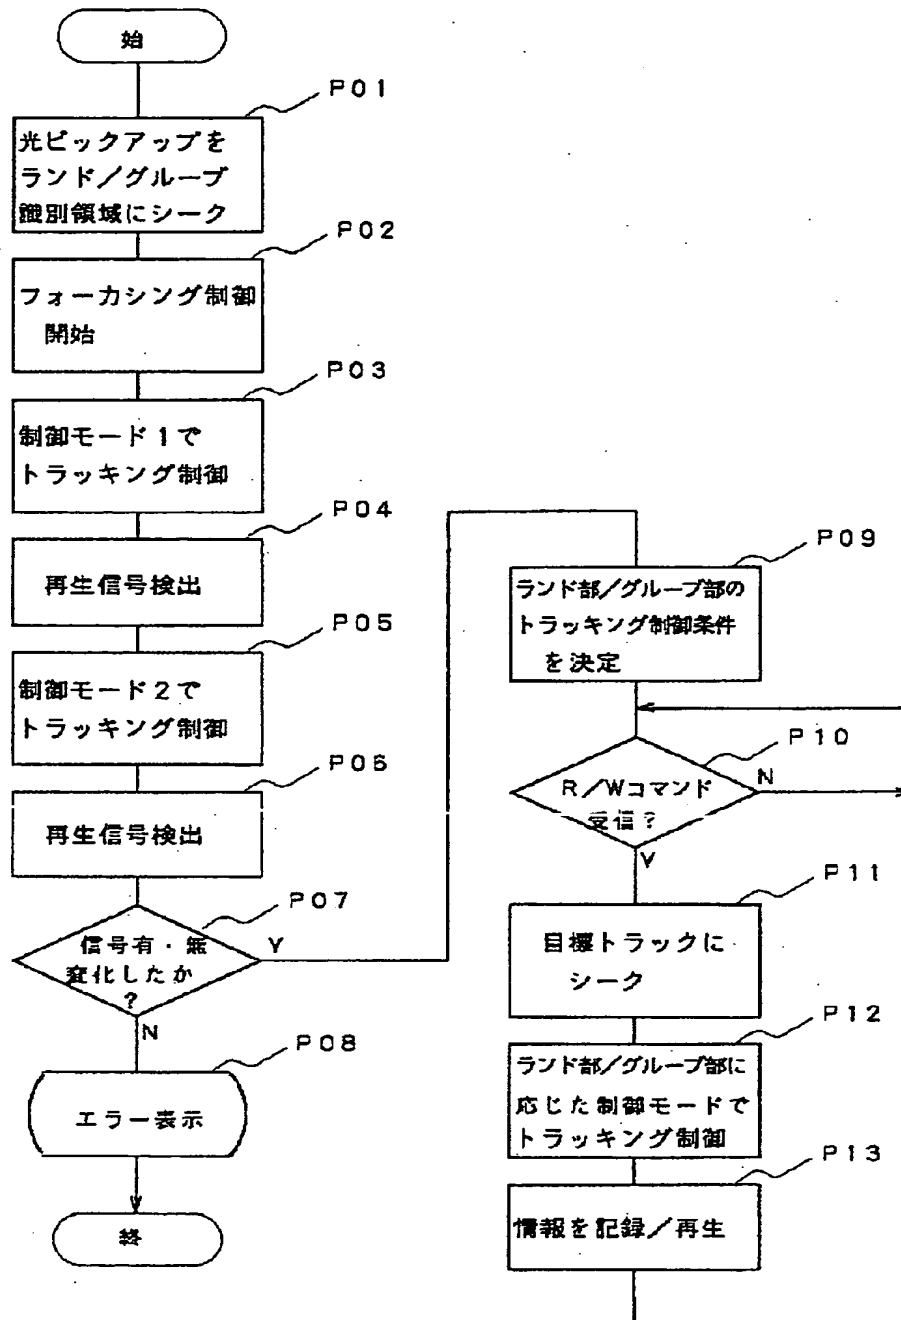 始
P01
光ピックアップを
ランド／グルーブ
識別領域にシーク
P02
フォーカシング制御
開始
P03
制御モード1で
トラッキング制御
P04
再生信号検出
P05
制御モード2で
トラッキング制御
P06
再生信号検出
P07
信号有・無
変化したか
？
Y
N
P08
エラー表示
終
P09
ランド部／グルーブ部の
トラッキング制御条件
を決定
P10
R／Wコマンド
受信？
N
Y
P11
目標トラックに
シーク
P12
ランド部／グルーブ部に
応じた制御モードで
トラッキング制御
P13
情報を記録／再生